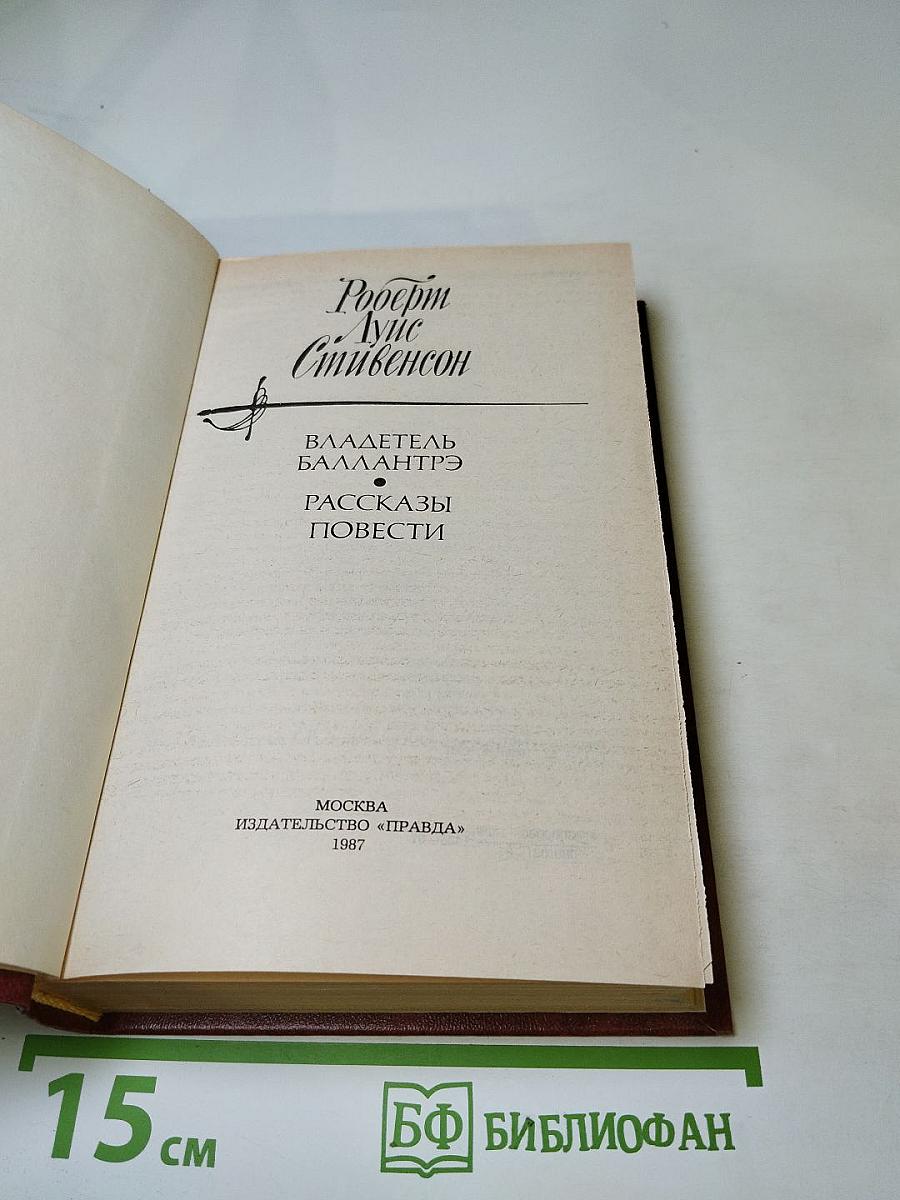 Роберт
Луис
Стивенсон
ВЛАДЕТЕЛЬ
БАЛЛАНТРЭ
•
РАССКАЗЫ
ПОВЕСТИ
МОСКВА
ИЗДАТЕЛЬСТВО «ПРАВДА»
1987
15 см
БФ БИБЛИОФАН